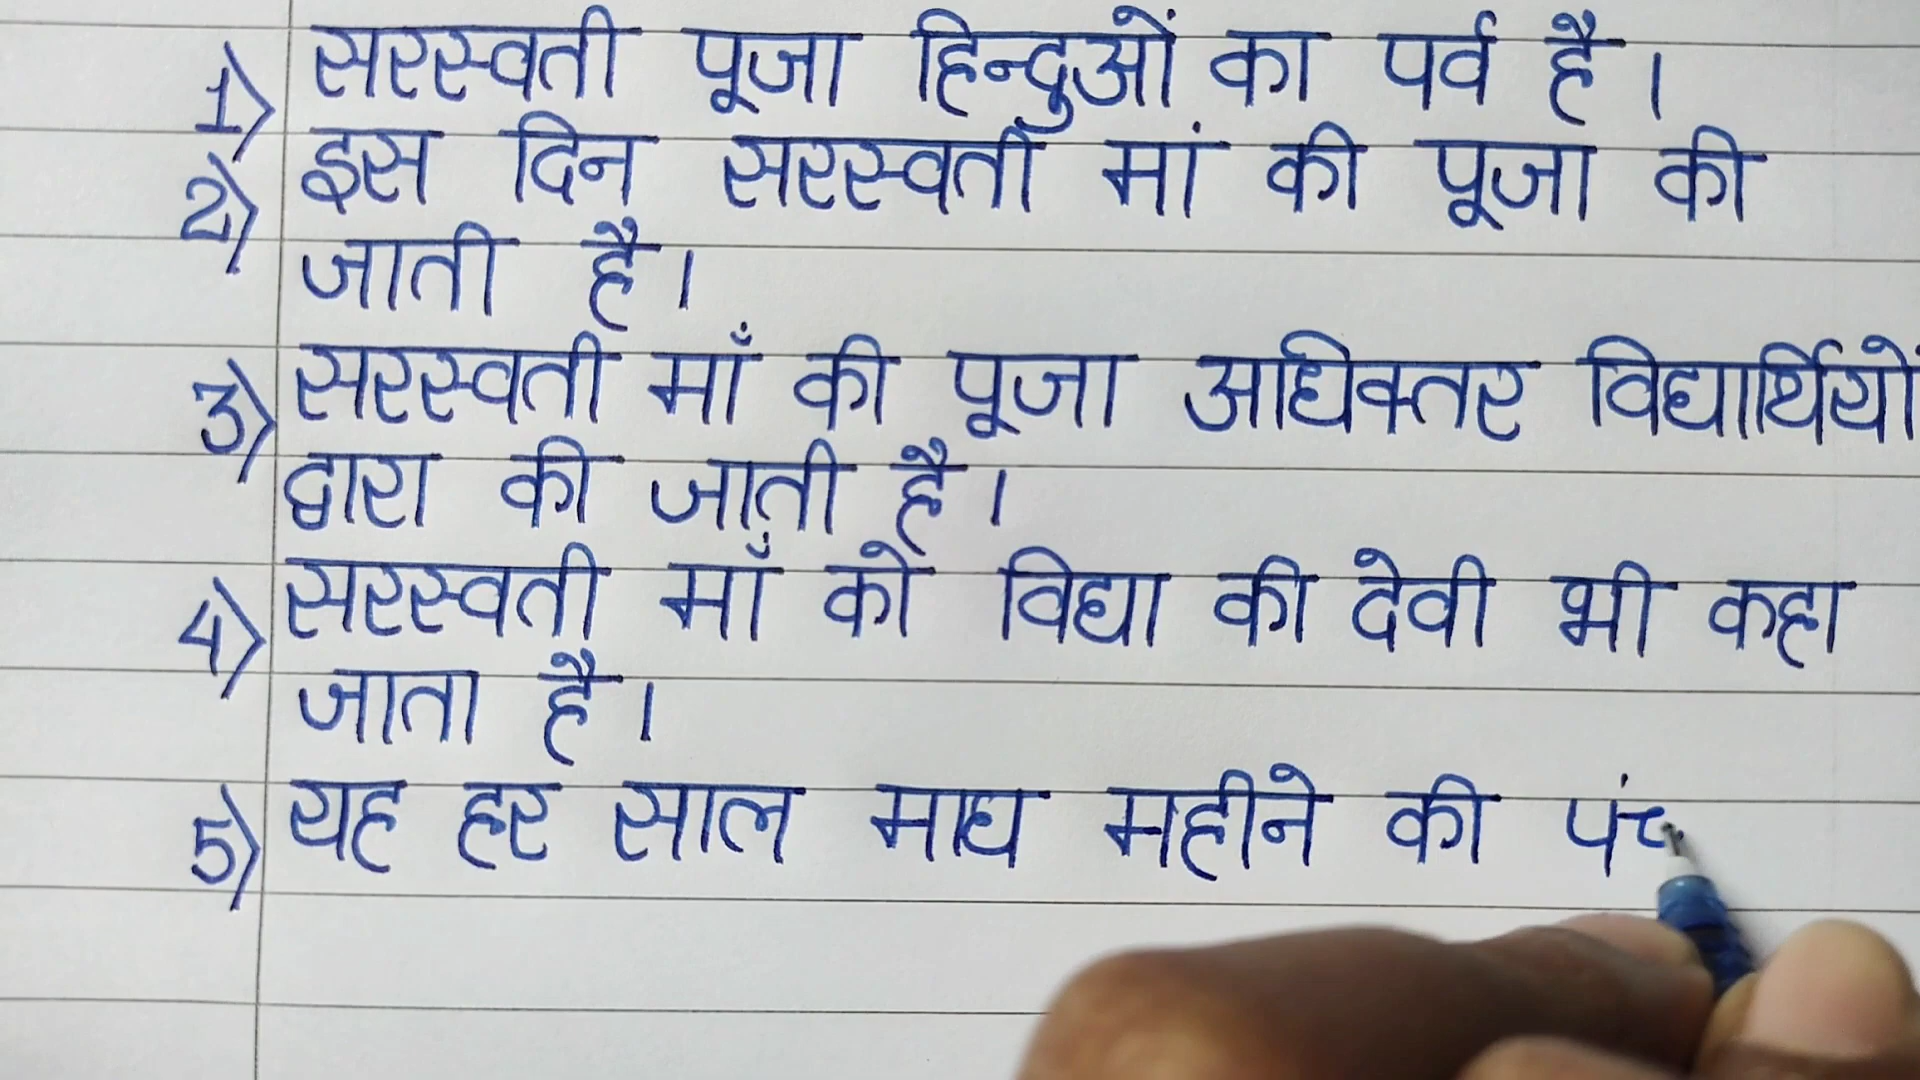 1) सरस्वती पूजा हिन्दुओं का पर्व है।
2) इस दिन सरस्वती मां की पूजा की
जाती है।
3) सरस्वती माँ की पूजा अधिकतर विद्यार्थियों
द्वारा की जाती है।
4) सरस्वती माँ को विद्या की देवी भी कहा
जाता है।
5) यह हर साल माघ महीने की